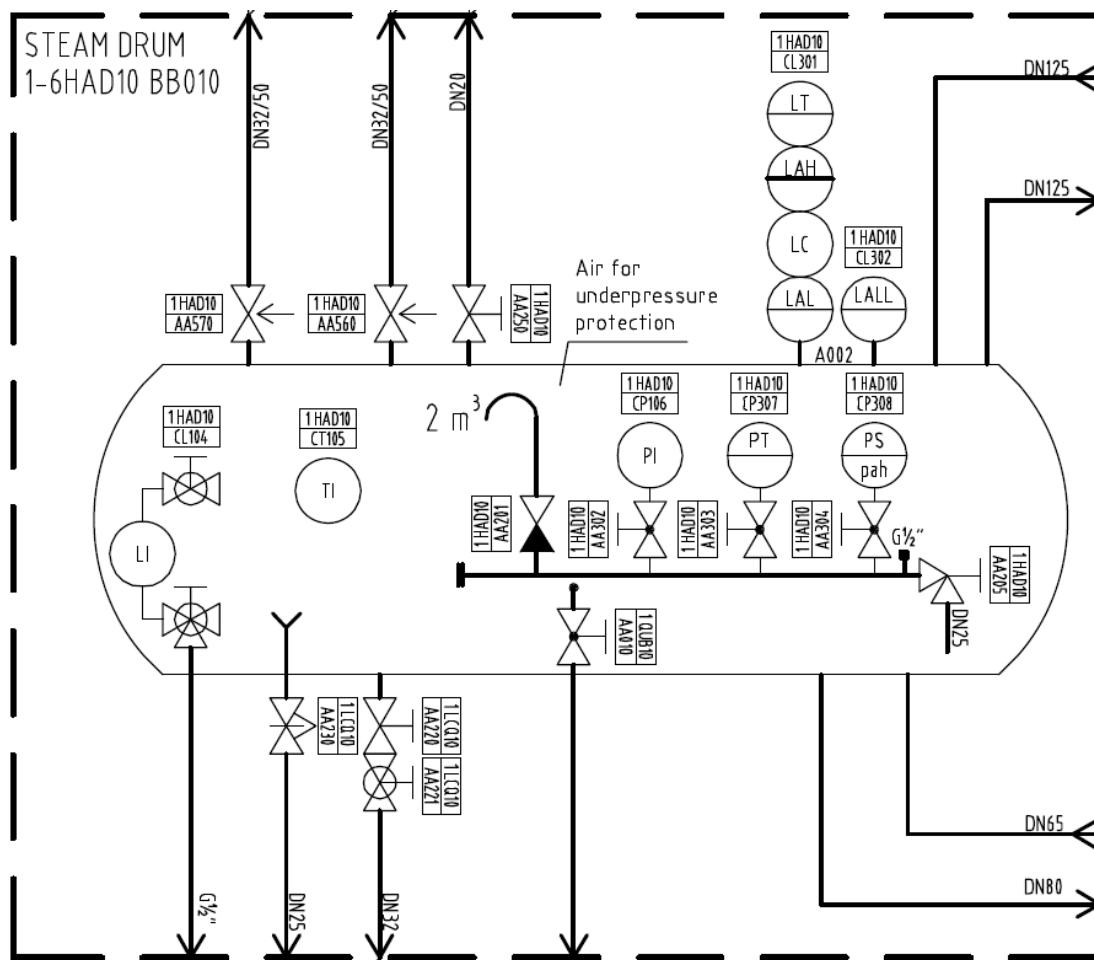 STEAM DRUM
1-6HAD10 BB010
DN32/50
DN32/50
DN20
1HAD10
CL301
LT
LAH
LC
LAL
1HAD10
CL302
LALL
DN125
DN125
1HAD10
AA570
1HAD10
AA560
1HAD10
AA250
Air for
underpressure
protection
A002
1HAD10
CL104
1HAD10
CT105
2 m³
1HAD10
CP106
1HAD10
CP307
1HAD10
CP308
PI
PT
PS
pah
TI
LI
1HAD10
AA201
1HAD10
AA302
1HAD10
AA303
1HAD10
AA304
G½"
1HAD10
AA205
DN25
1QUB10
AA010
1LCQ10
AA230
1LCQ10
AA220
1LCQ10
AA221
G½"
DN25
DN32
DN65
DN80